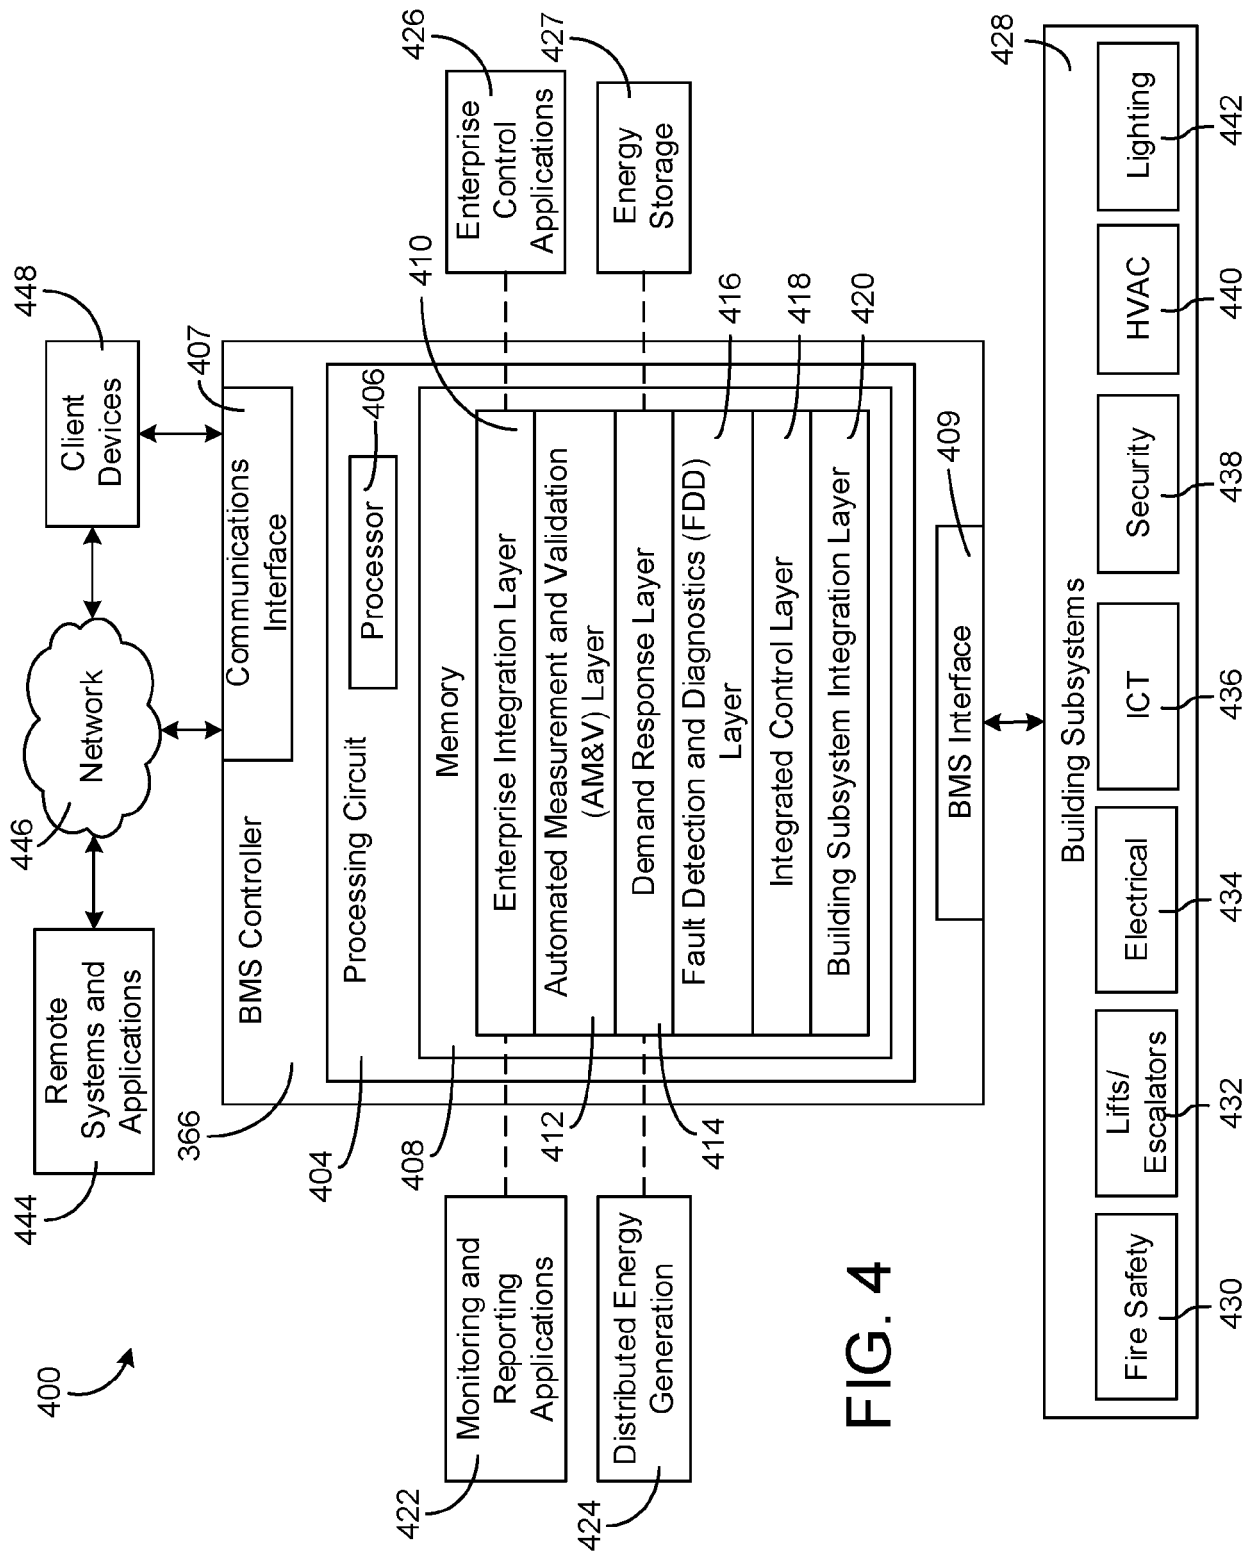 400
444
Remote
Systems and
Applications
446
Network
Client
Devices
448
366
BMS Controller
Communications
Interface
407
404
Processing Circuit
Processor
406
408
Memory
410
Enterprise Integration Layer
Automated Measurement and Validation
(AM&V) Layer
412
Demand Response Layer
414
Fault Detection and Diagnostics (FDD)
Layer
416
Integrated Control Layer
418
Building Subsystem Integration Layer
420
422
Monitoring and
Reporting
Applications
424
Distributed Energy
Generation
Enterprise
Control
Applications
426
Energy
Storage
427
BMS Interface
409
FIG. 4
Building Subsystems
428
Fire Safety
Lifts/
Escalators
Electrical
ICT
Security
HVAC
Lighting
430
432
434
436
438
440
442